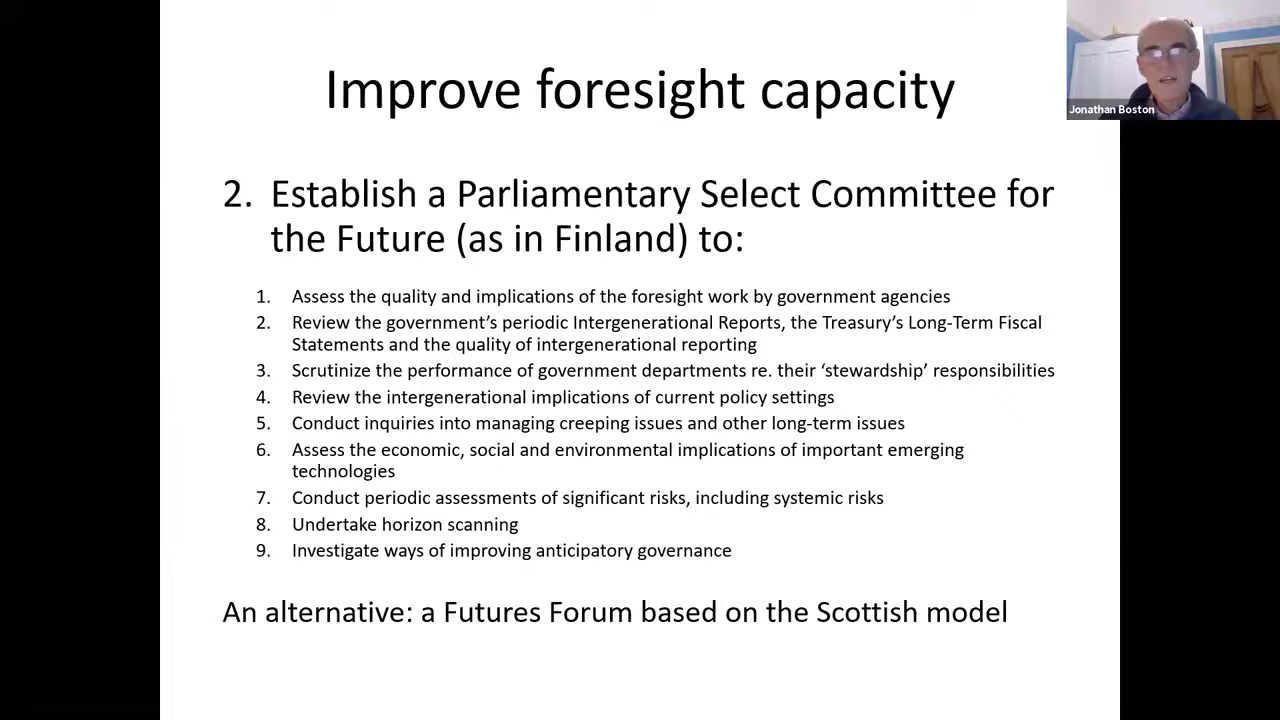 Improve foresight capacity
Jonathan Boston
2. Establish a Parliamentary Select Committee for
the Future (as in Finland) to:
1. Assess the quality and implications of the foresight work by government agencies
2. Review the government’s periodic Intergenerational Reports, the Treasury’s Long-Term Fiscal
Statements and the quality of intergenerational reporting
3. Scrutinize the performance of government departments re. their ‘stewardship’ responsibilities
4. Review the intergenerational implications of current policy settings
5. Conduct inquiries into managing creeping issues and other long-term issues
6. Assess the economic, social and environmental implications of important emerging
technologies
7. Conduct periodic assessments of significant risks, including systemic risks
8. Undertake horizon scanning
9. Investigate ways of improving anticipatory governance
An alternative: a Futures Forum based on the Scottish model